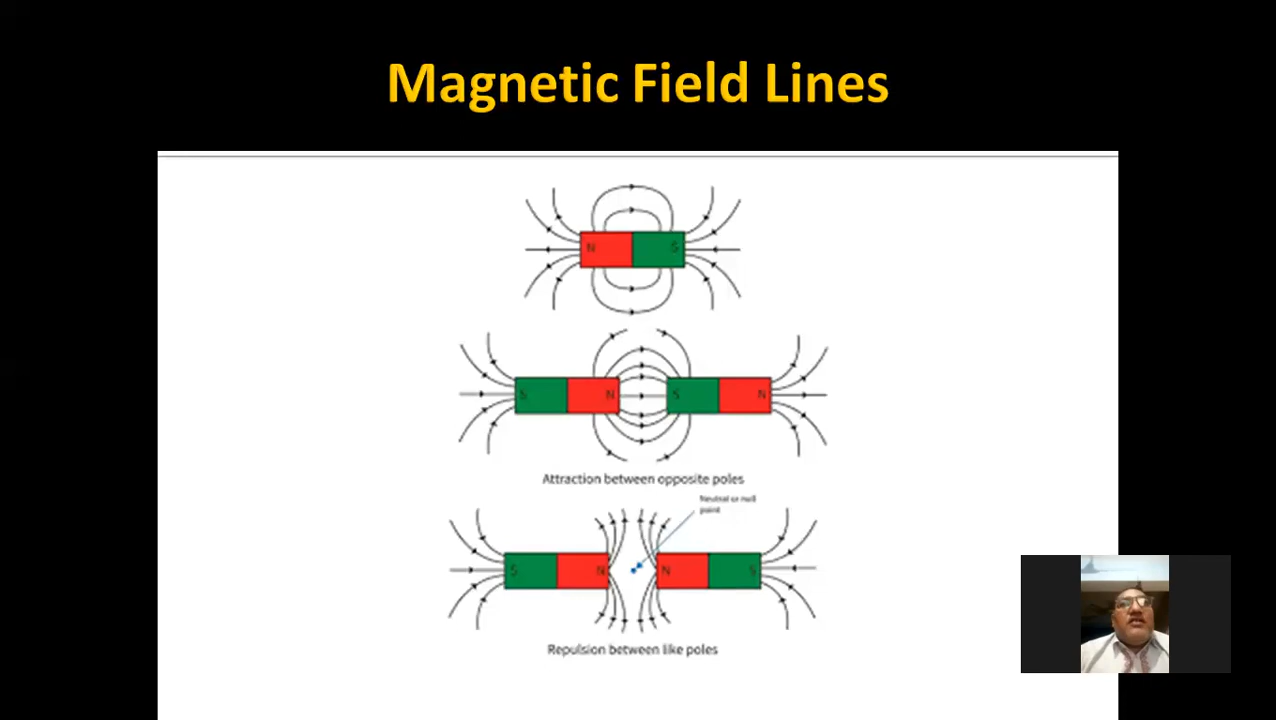 Magnetic Field Lines
N S
S N S N
Attraction between opposite poles
Neutral or null
point
S N N S
Repulsion between like poles